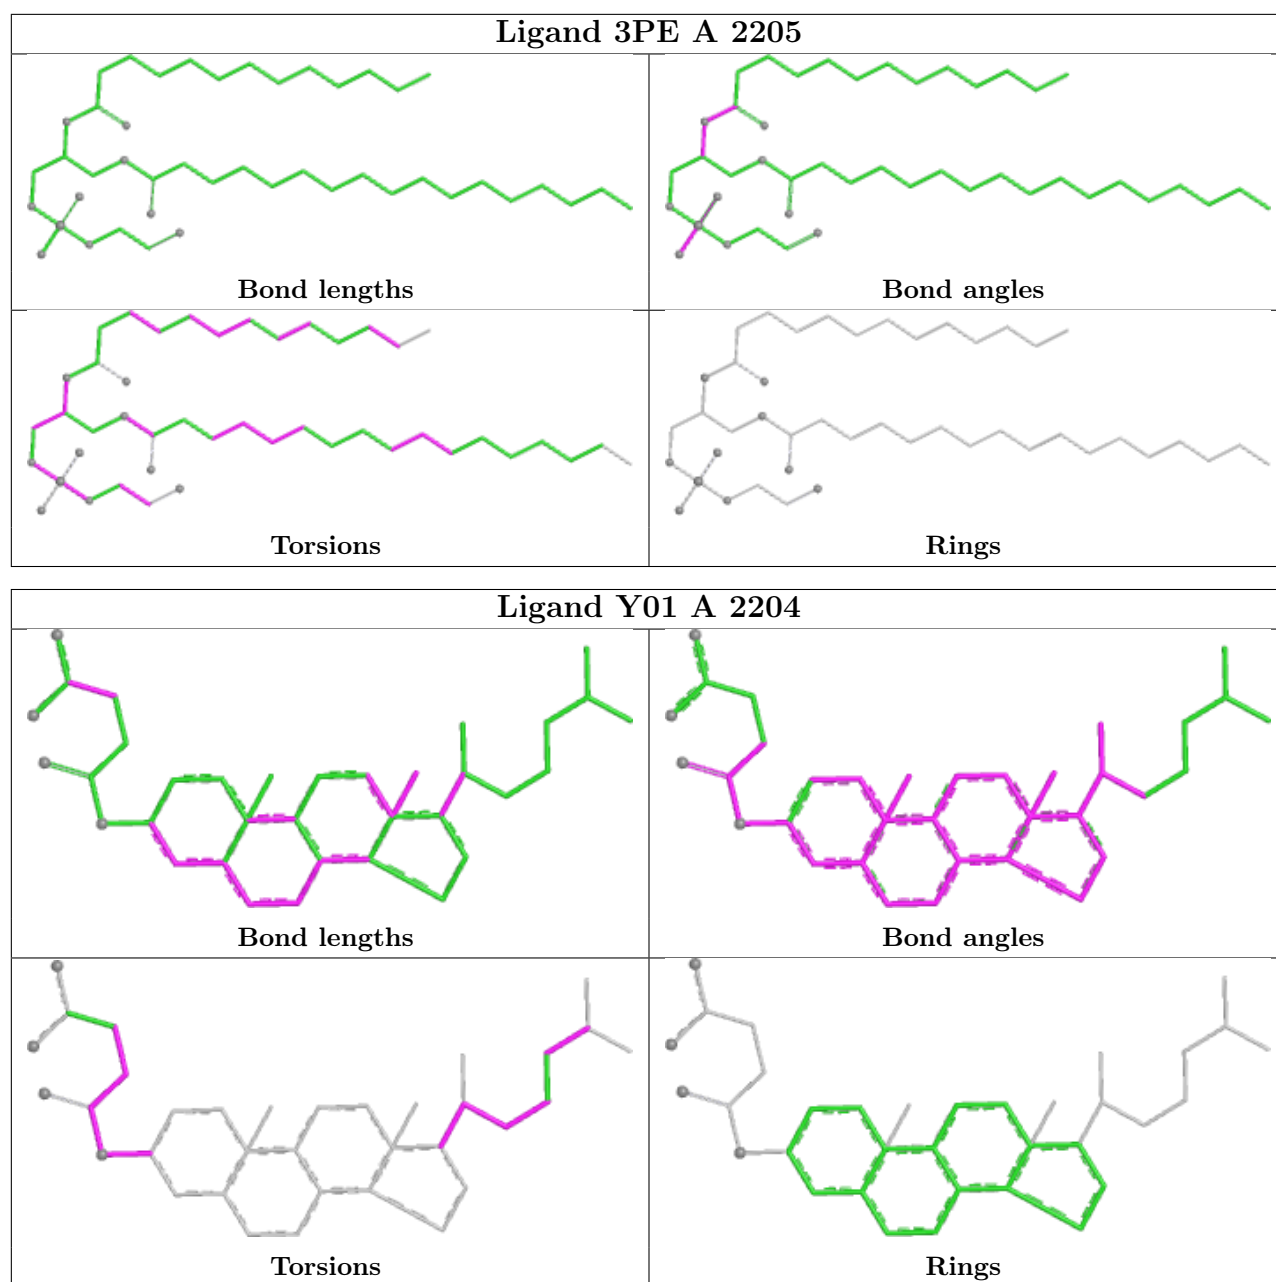 Ligand 3PE A 2205
Bond lengths
Bond angles
Torsions
Rings
Ligand Y01 A 2204
Bond lengths
Bond angles
Torsions
Rings